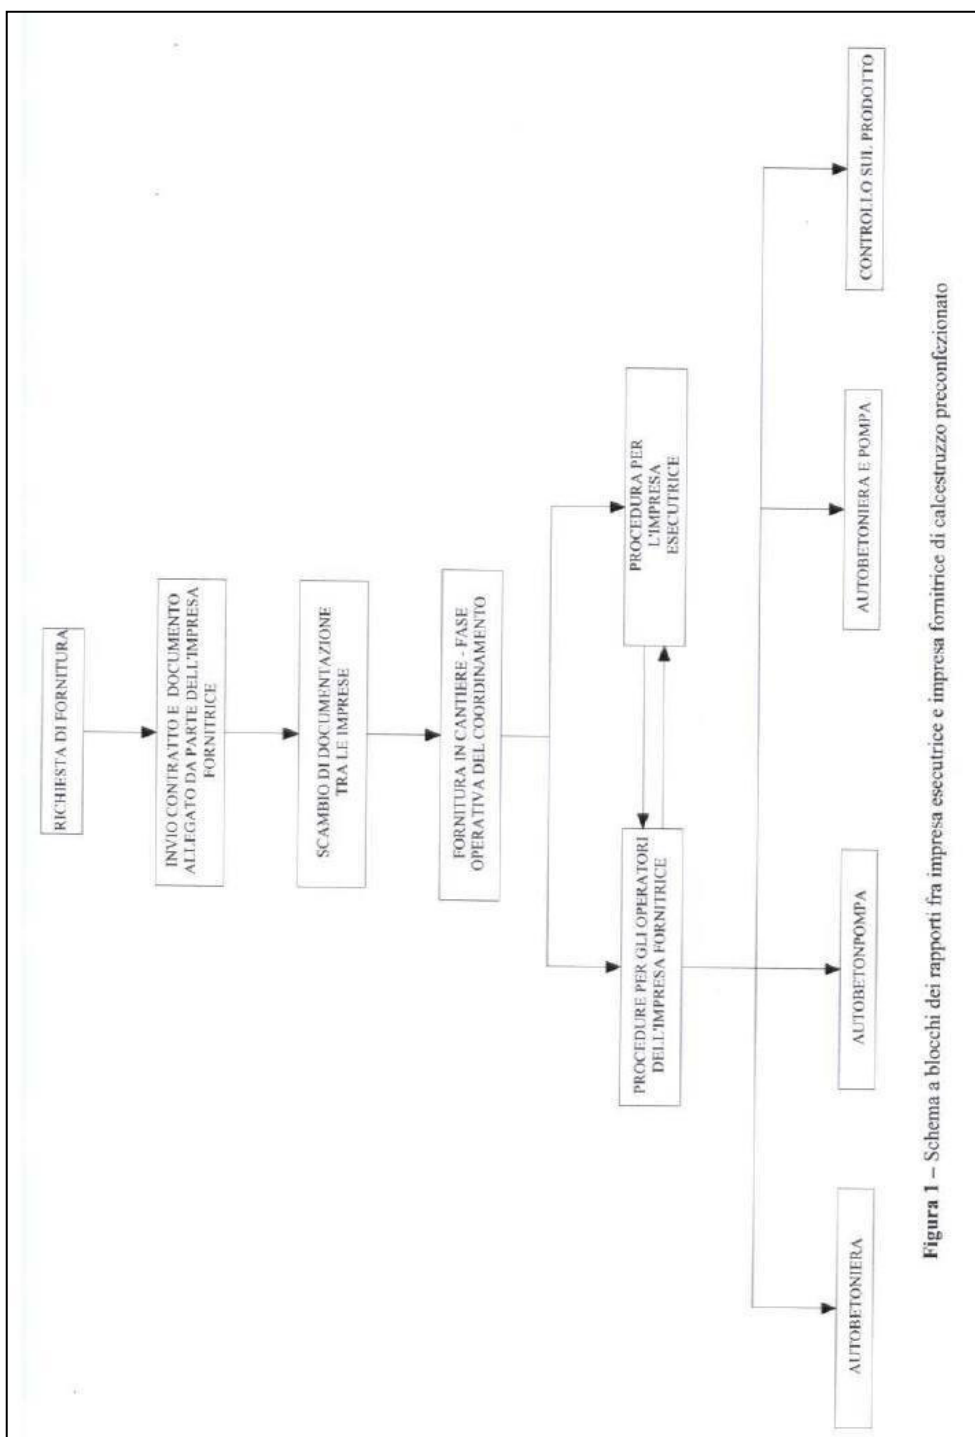 RICHIESTA DI FORNITURA
INVIO CONTRATTO E DOCUMENTO
ALLEGATO DA PARTE DELL'IMPRESA
FORNITRICE
SCAMBIO DI DOCUMENTAZIONE
TRA LE IMPRESE
FORNITURA IN CANTIERE - FASE
OPERATIVA DEL COORDINAMENTO
PROCEDURE PER GLI OPERATORI
DELL'IMPRESA FORNITRICE
PROCEDURA PER
L'IMPRESA
ESECUTRICE
AUTOBETONIERA
AUTOBETONPOMPA
AUTOBETONIERA E POMPA
CONTROLLO SUL PRODOTTO
Figura 1 – Schema a blocchi dei rapporti fra impresa esecutrice e impresa fornitrice di calcestruzzo preconfezionato